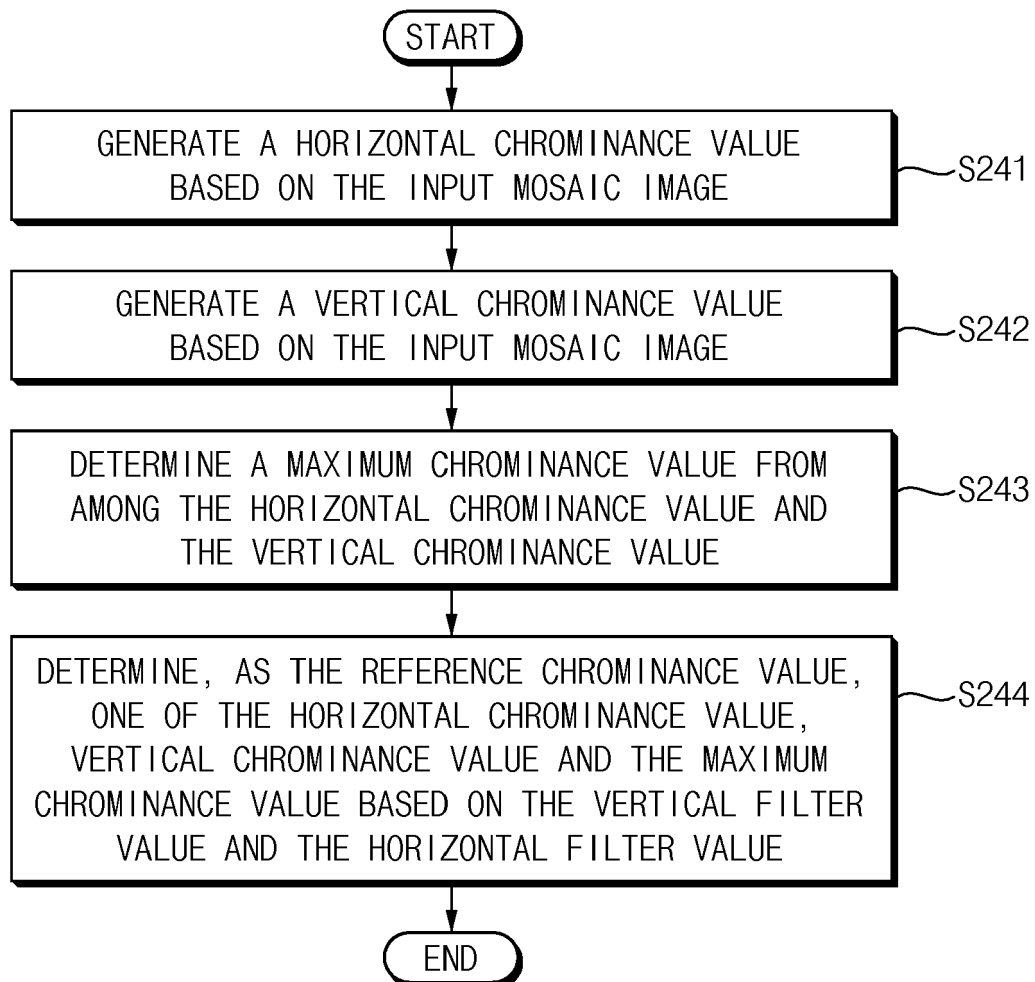 START
GENERATE A HORIZONTAL CHROMINANCE VALUE
BASED ON THE INPUT MOSAIC IMAGE
S241
GENERATE A VERTICAL CHROMINANCE VALUE
BASED ON THE INPUT MOSAIC IMAGE
S242
DETERMINE A MAXIMUM CHROMINANCE VALUE FROM
AMONG THE HORIZONTAL CHROMINANCE VALUE AND
THE VERTICAL CHROMINANCE VALUE
S243
DETERMINE, AS THE REFERENCE CHROMINANCE VALUE,
ONE OF THE HORIZONTAL CHROMINANCE VALUE,
VERTICAL CHROMINANCE VALUE AND THE MAXIMUM
CHROMINANCE VALUE BASED ON THE VERTICAL FILTER
VALUE AND THE HORIZONTAL FILTER VALUE
S244
END